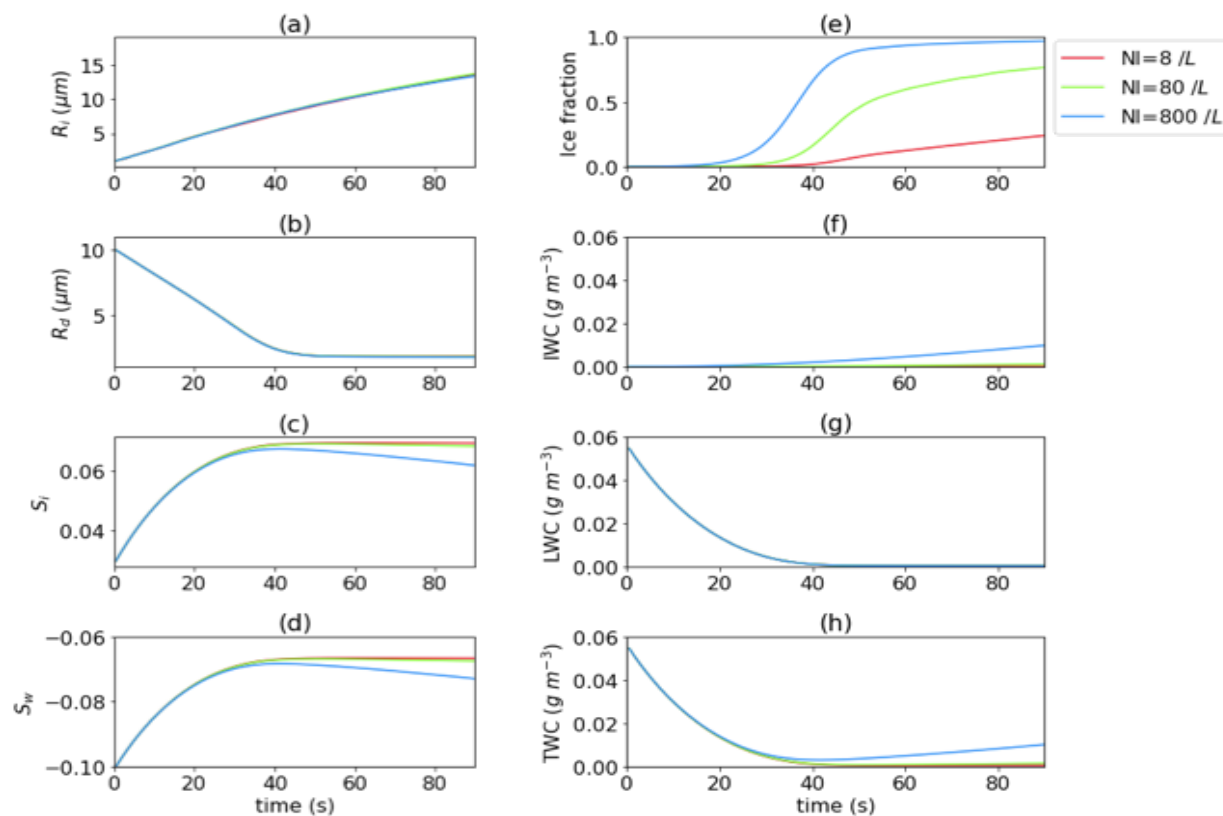 (a)
15
10
5
R_i (μm)
0 20 40 60 80
(e)
1.0
0.5
0.0
Ice fraction
0 20 40 60 80
NI=8 /L
NI=80 /L
NI=800 /L
(b)
10
5
R_d (μm)
0 20 40 60 80
(f)
0.06
0.04
0.02
0.00
IWC (g m⁻³)
0 20 40 60 80
(c)
0.06
0.04
S_i
0 20 40 60 80
(g)
0.06
0.04
0.02
0.00
LWC (g m⁻³)
0 20 40 60 80
(d)
−0.06
−0.08
−0.10
S_w
0 20 40 60 80
time (s)
(h)
0.06
0.04
0.02
0.00
TWC (g m⁻³)
0 20 40 60 80
time (s)